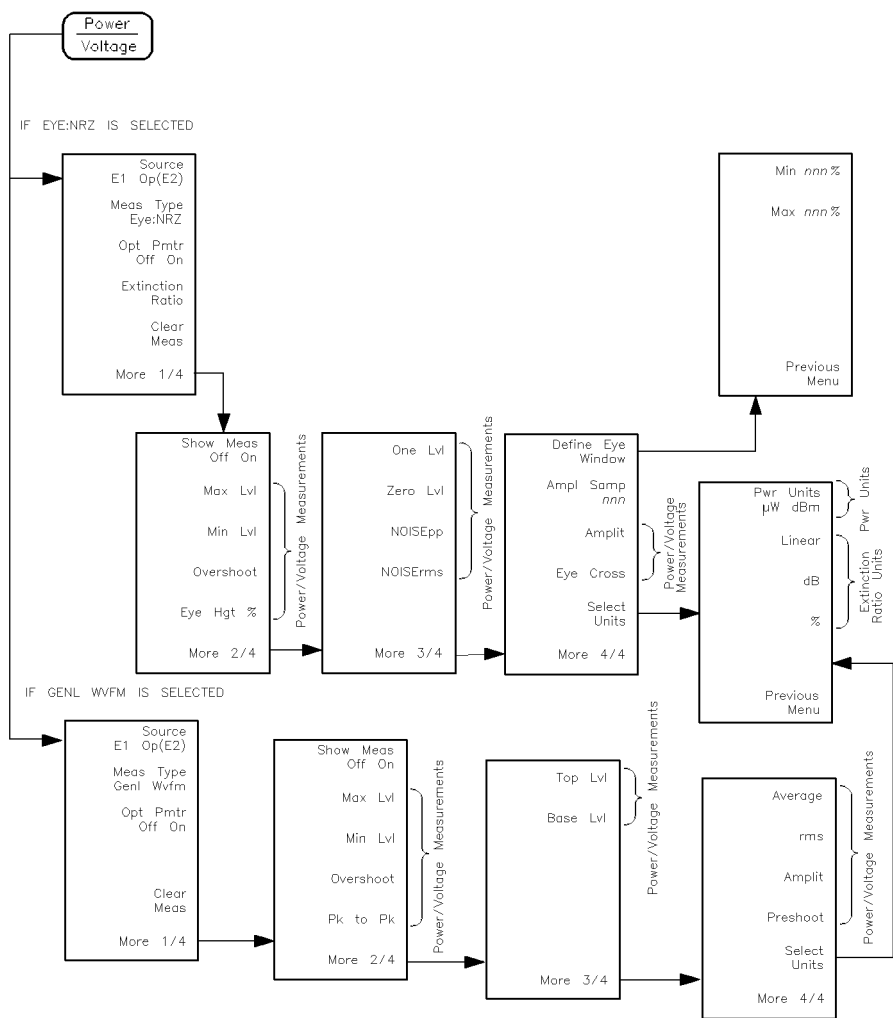 Power
Voltage
IF EYE:NRZ IS SELECTED
Source
E1 Op(E2)
Meas Type
Eye:NRZ
Opt Pmtr
Off On
Extinction
Ratio
Clear
Meas
More 1/4
Show Meas
Off On
Max Lvl
Min Lvl
Overshoot
Eye Hgt %
More 2/4
Power/Voltage Measurements
One Lvl
Zero Lvl
NOISEpp
NOISErms
More 3/4
Power/Voltage Measurements
Define Eye
Window
Ampl Samp
nnn
Amplit
Eye Cross
Select
Units
More 4/4
Power/Voltage
Measurements
Min nnn%
Max nnn%
Previous
Menu
Pwr Units
µW dBm
Linear
dB
%
Previous
Menu
Pwr Units
Extinction
Ratio Units
IF GENL WVFM IS SELECTED
Source
E1 Op(E2)
Meas Type
Genl Wvfm
Opt Pmtr
Off On
Clear
Meas
More 1/4
Show Meas
Off On
Max Lvl
Min Lvl
Overshoot
Pk to Pk
More 2/4
Power/Voltage Measurements
Top Lvl
Base Lvl
More 3/4
Power/Voltage Measurements
Average
rms
Amplit
Preshoot
Select
Units
More 4/4
Power/Voltage Measurements